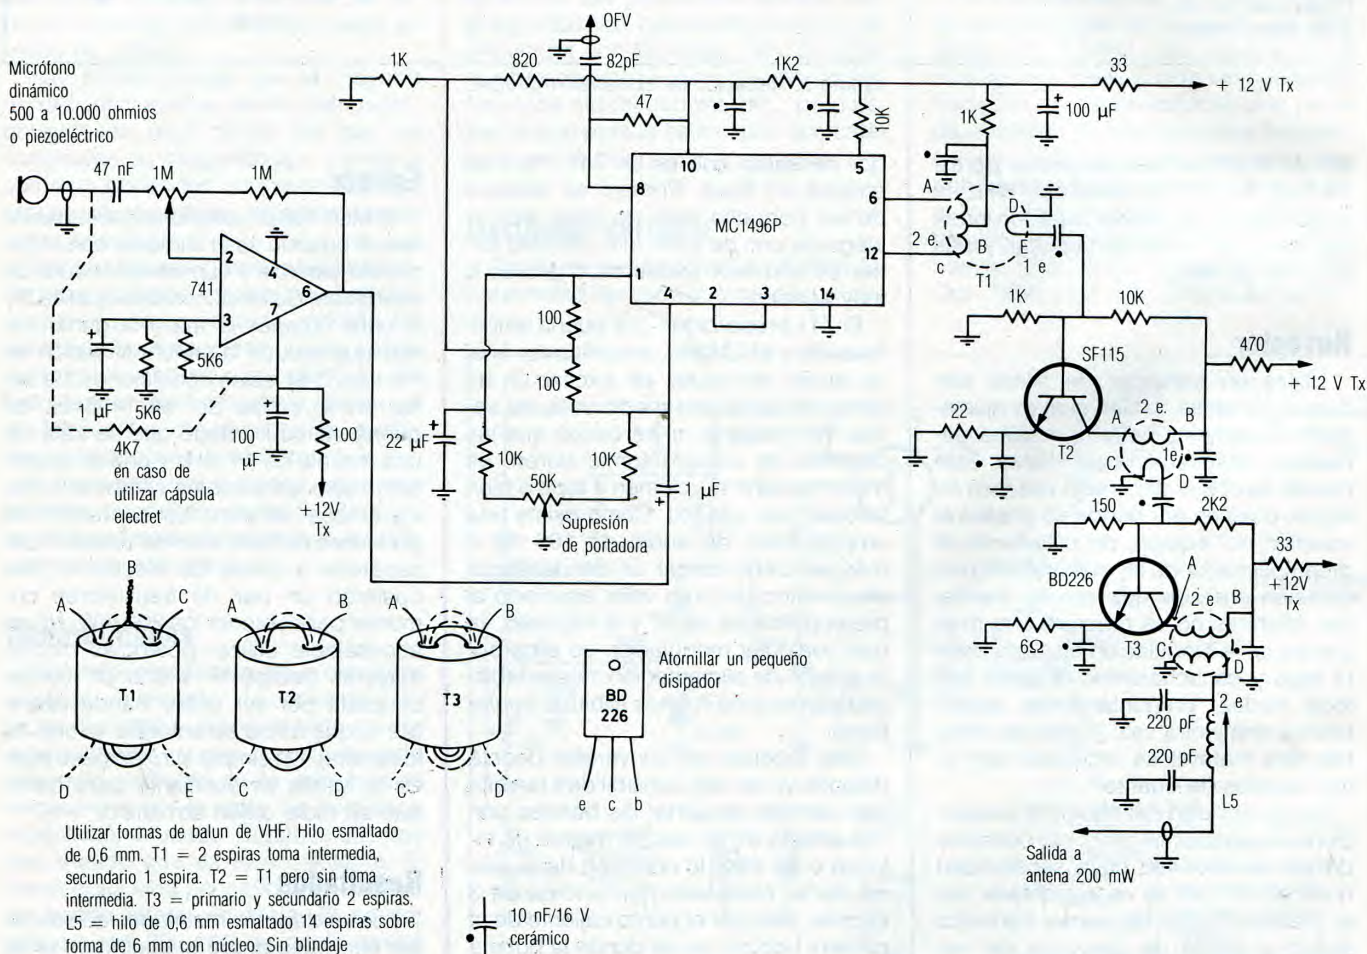 OFV
82pF
1K
820
1K2
33
+ 12 V Tx
Micrófono
dinámico
500 a 10.000 ohmios
o piezoeléctrico
47
10K
1K
+
100 µF
47 nF
1M
1M
10
5
8
6
MC1496P
12
A
2 e.
B
c
D
1 e
T1
2
4
741
6
3
7
1
4
2
3
14
100
1K
10K
5K6
SF115
470
+ 12 V Tx
100
1 µF
5K6
4K7
100
µF
100
22 µF
+
+
22
2 e.
B
1e
C
D
T2
En caso de
utilizar cápsula
electret
10K
50K
10K
1 µF
+12V
Tx
Supresión
de portadora
150
2K2
33
A
+12V
Tx
BD226
2 e
B
C
D
T3
6Ω
2 e
B
A
A
B
A
B
T1
T2
T3
D
E
C
D
C
D
BD
226
Atornillar un pequeño
disipador
e
c
b
220 pF
220 pF
L5
Salida a
antena 200 mW
Utilizar formas de balun de VHF. Hilo esmaltado
de 0,6 mm. T1 = 2 espiras toma intermedia,
secundario 1 espira. T2 = T1 pero sin toma
intermedia. T3 = primario y secundario 2 espiras.
L5 = hilo de 0,6 mm esmaltado 14 espiras sobre
forma de 6 mm con núcleo. Sin blindaje
10 nF/16 V
cerámico